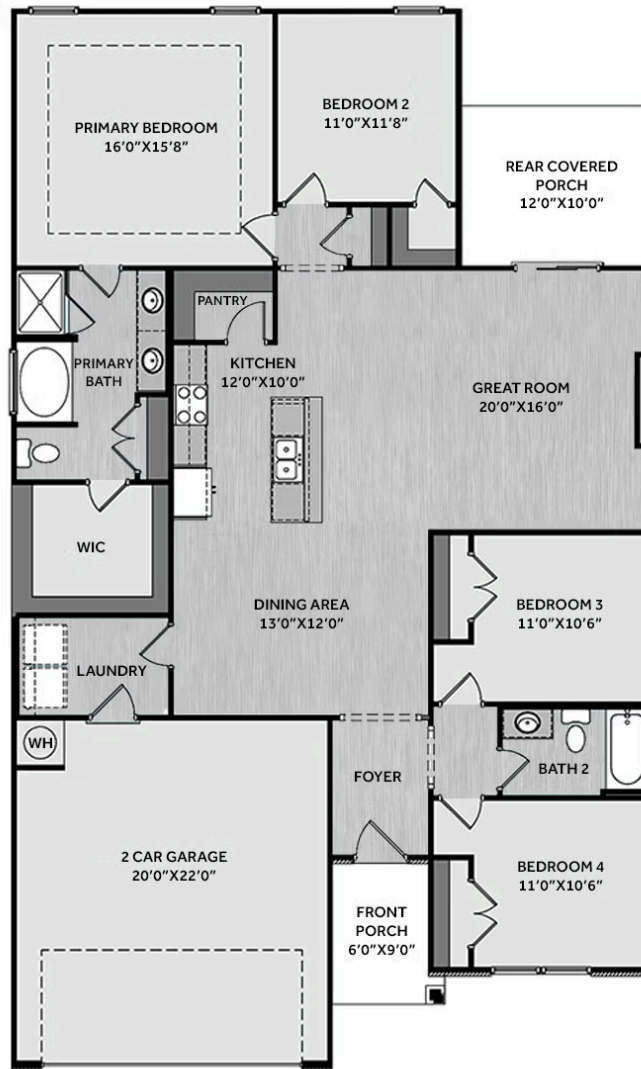 PRIMARY BEDROOM
16'0"X15'8"
BEDROOM 2
11'0"X11'8"
REAR COVERED
PORCH
12'0"X10'0"
PANTRY
KITCHEN
12'0"X10'0"
PRIMARY
BATH
GREAT ROOM
20'0"X16'0"
WIC
DINING AREA
13'0"X12'0"
BEDROOM 3
11'0"X10'6"
LAUNDRY
WH
FOYER
BATH 2
2 CAR GARAGE
20'0"X22'0"
BEDROOM 4
11'0"X10'6"
FRONT
PORCH
6'0"X9'0"